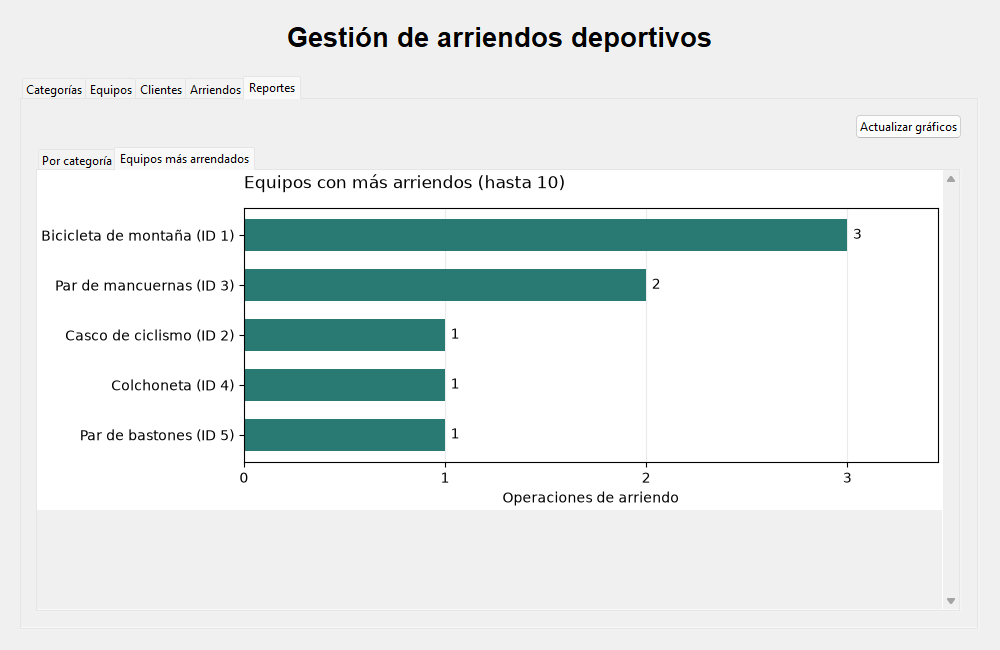 Gestión de arriendos deportivos
Categorías Equipos Clientes Arriendos Reportes
Actualizar gráficos
Por categoría Equipos más arrendados
Equipos con más arriendos (hasta 10)
Bicicleta de montaña (ID 1) 3
Par de mancuernas (ID 3) 2
Casco de ciclismo (ID 2) 1
Colchoneta (ID 4) 1
Par de bastones (ID 5) 1
0 1 2 3
Operaciones de arriendo